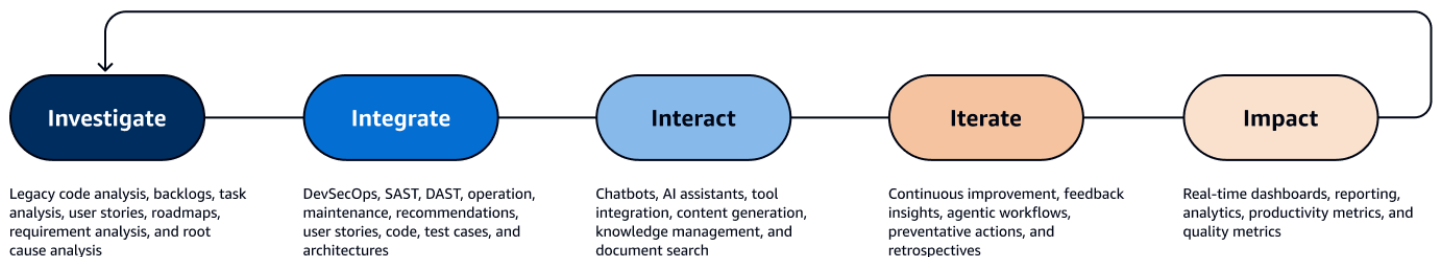 Investigate
Integrate
Interact
Iterate
Impact
Legacy code analysis, backlogs, task
analysis, user stories, roadmaps,
requirement analysis, and root
cause analysis
DevSecOps, SAST, DAST, operation,
maintenance, recommendations,
user stories, code, test cases, and
architectures
Chatbots, AI assistants, tool
integration, content generation,
knowledge management, and
document search
Continuous improvement, feedback
insights, agentic workflows,
preventative actions, and
retrospectives
Real-time dashboards, reporting,
analytics, productivity metrics, and
quality metrics